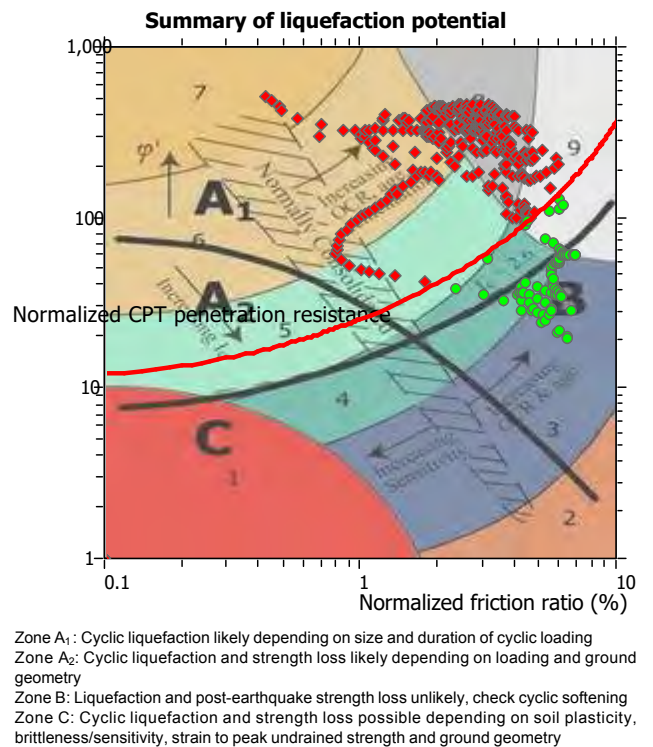 Summary of liquefaction potential
1,000
7
9
φ'
Increasing
OCR &
Normally Consolidated
A1
100
6
2-6
A2
B
Normalized CPT penetration resistance
5
10
4
Increasing
OCR & age
3
C
Increasing
Sensitivity
1
2
1
0.1
1
10
Normalized friction ratio (%)
Zone A1: Cyclic liquefaction likely depending on size and duration of cyclic loading
Zone A2: Cyclic liquefaction and strength loss likely depending on loading and ground
geometry
Zone B: Liquefaction and post-earthquake strength loss unlikely, check cyclic softening
Zone C: Cyclic liquefaction and strength loss possible depending on soil plasticity,
brittleness/sensitivity, strain to peak undrained strength and ground geometry